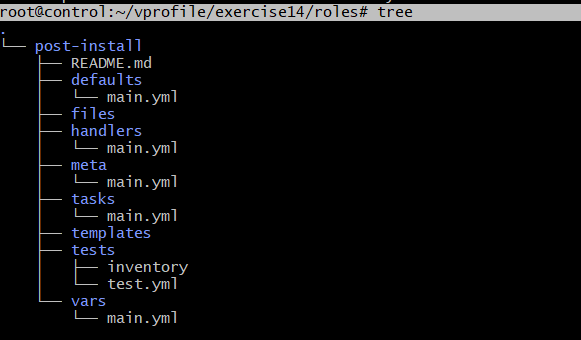 root@control:~/vprofile/exercise14/roles# tree
.
└── post-install
    ├── README.md
    ├── defaults
    │   └── main.yml
    ├── files
    ├── handlers
    │   └── main.yml
    ├── meta
    │   └── main.yml
    ├── tasks
    │   └── main.yml
    ├── templates
    ├── tests
    │   ├── inventory
    │   └── test.yml
    └── vars
        └── main.yml